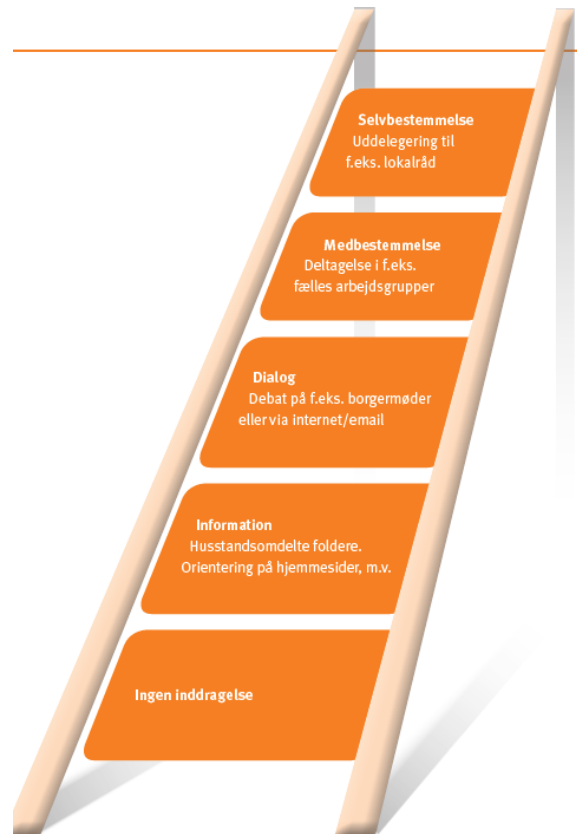 Selvbestemmelse
Uddelegering til
f.eks. lokalråd
Medbestemmelse
Deltagelse i f.eks.
fælles arbejdsgrupper
Dialog
Debat på f.eks. borgermøder
eller via internet/email
Information
Husstandsomdelte foldere.
Orientering på hjemmesider, m.v.
Ingen inddragelse